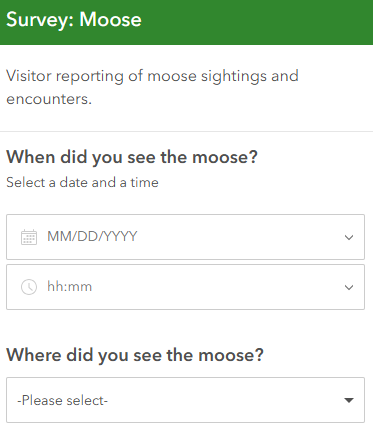 Survey: Moose
Visitor reporting of moose sightings and
encounters.
When did you see the moose?
Select a date and a time
MM/DD/YYYY
hh:mm
Where did you see the moose?
-Please select-